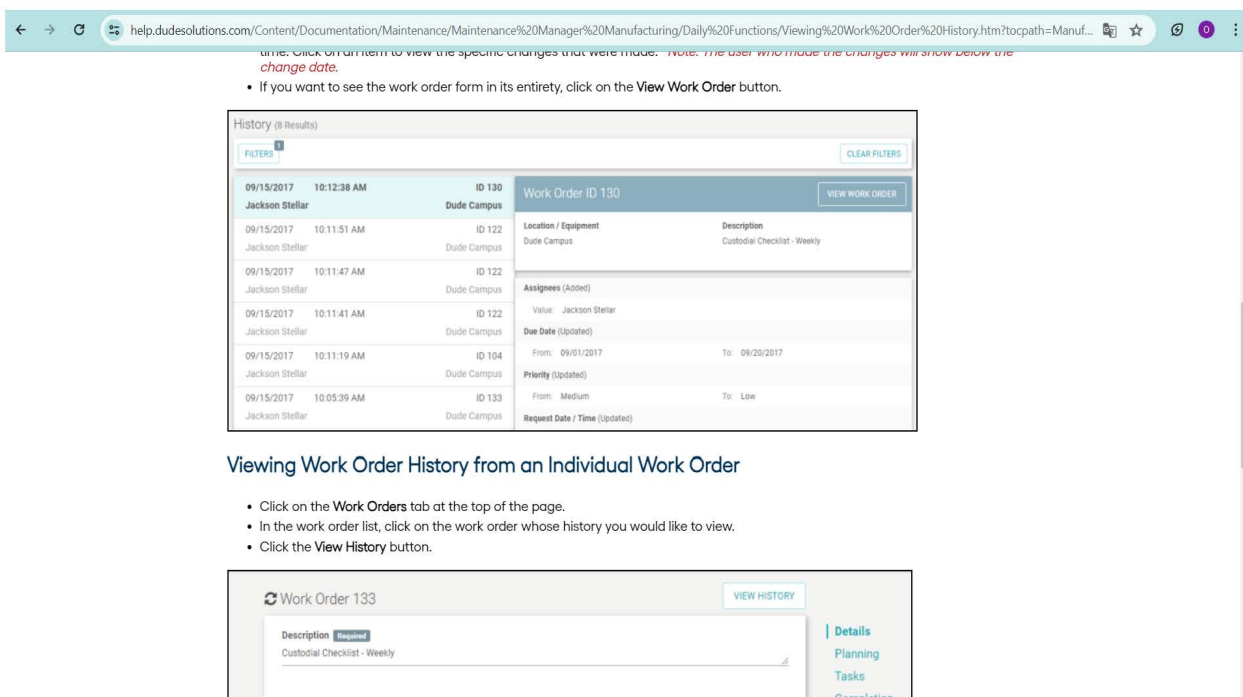 help.dudesolutions.com/Content/Documentation/Maintenance/Maintenance%20Manager%20Manufacturing/Daily%20Functions/Viewing%20Work%20Order%20History.htm?tocpath=Manuf...
O
time. Click on an item to view the specific changes that were made. *Note: The user who made the changes will show below the
change date.
• If you want to see the work order form in its entirety, click on the View Work Order button.
History (8 Results)
FILTERS 1
CLEAR FILTERS
09/15/2017 10:12:38 AM ID 130
Jackson Stellar Dude Campus
09/15/2017 10:11:51 AM ID 122
Jackson Stellar Dude Campus
09/15/2017 10:11:47 AM ID 122
Jackson Stellar Dude Campus
09/15/2017 10:11:41 AM ID 122
Jackson Stellar Dude Campus
09/15/2017 10:11:19 AM ID 104
Jackson Stellar Dude Campus
09/15/2017 10:05:39 AM ID 133
Jackson Stellar Dude Campus
Work Order ID 130 VIEW WORK ORDER
Location / Equipment Description
Dude Campus Custodial Checklist - Weekly
Assignees (Added)
Value: Jackson Stellar
Due Date (Updated)
From: 09/01/2017 To: 09/20/2017
Priority (Updated)
From: Medium To: Low
Request Date / Time (Updated)
Viewing Work Order History from an Individual Work Order
• Click on the Work Orders tab at the top of the page.
• In the work order list, click on the work order whose history you would like to view.
• Click the View History button.
Work Order 133 VIEW HISTORY
Description Required
Custodial Checklist - Weekly
Details
Planning
Tasks
Completion